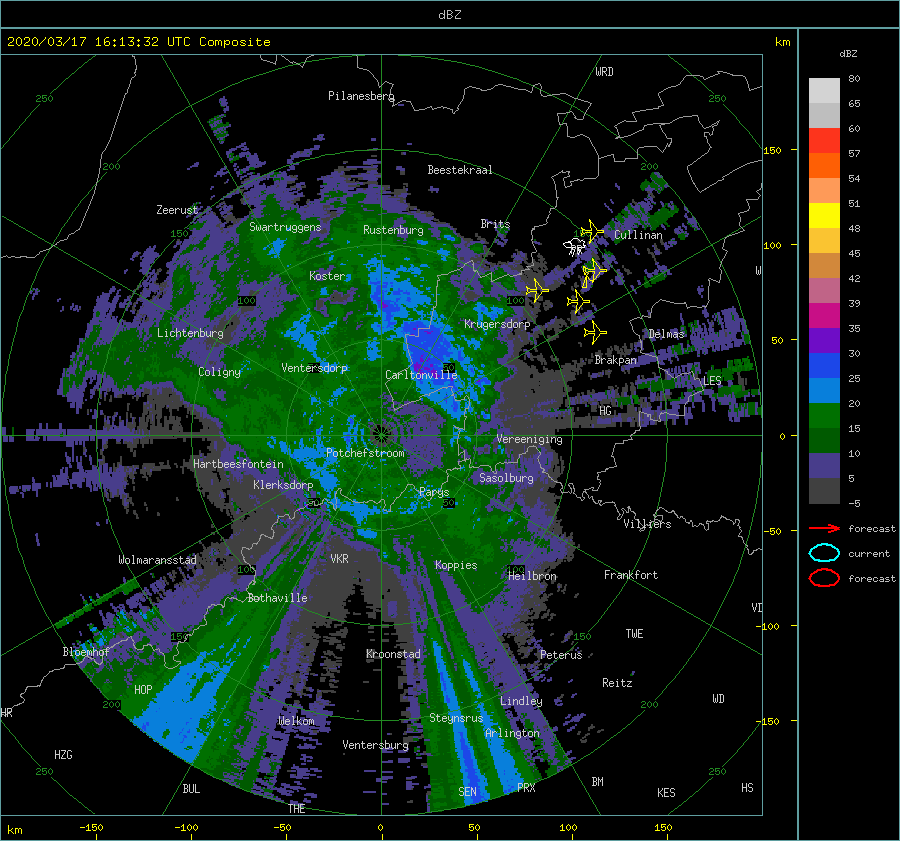 dBZ
2020/03/17 16:13:32 UTC Composite
km
dBZ
WRD
80
Pilanesberg
250
250
65
60
150
57
200
200
Beestekraal
54
Zeerust
51
Brits
48
Swartruggens
Rustenburg
150
Cullinan
100
45
Koster
W
42
100
100
39
Krugersdorp
35
Lichtenburg
Delmas
50
30
Brakpan
Coligny
Ventersdorp
Carltonville
LES
25
HG
20
0
Vereeniging
15
Potchefstroom
10
Hartbeesfontein
Sasolburg
5
Klerksdorp
Parys
50
50
-5
Villiers
forecast
-50
VKR
current
Wolmaransstad
Koppies
100
100
Heilbron
Frankfort
forecast
Bothaville
VI
-100
150
150
TWE
Bloemhof
Kroonstad
Peterus
Reitz
HOP
WD
Lindley
200
200
HR
Welkom
Steynsrus
-150
Arlington
Ventersburg
HZG
250
250
BM
BUL
SEN
PRX
KES
HS
THE
km
-150
-100
-50
0
50
100
150